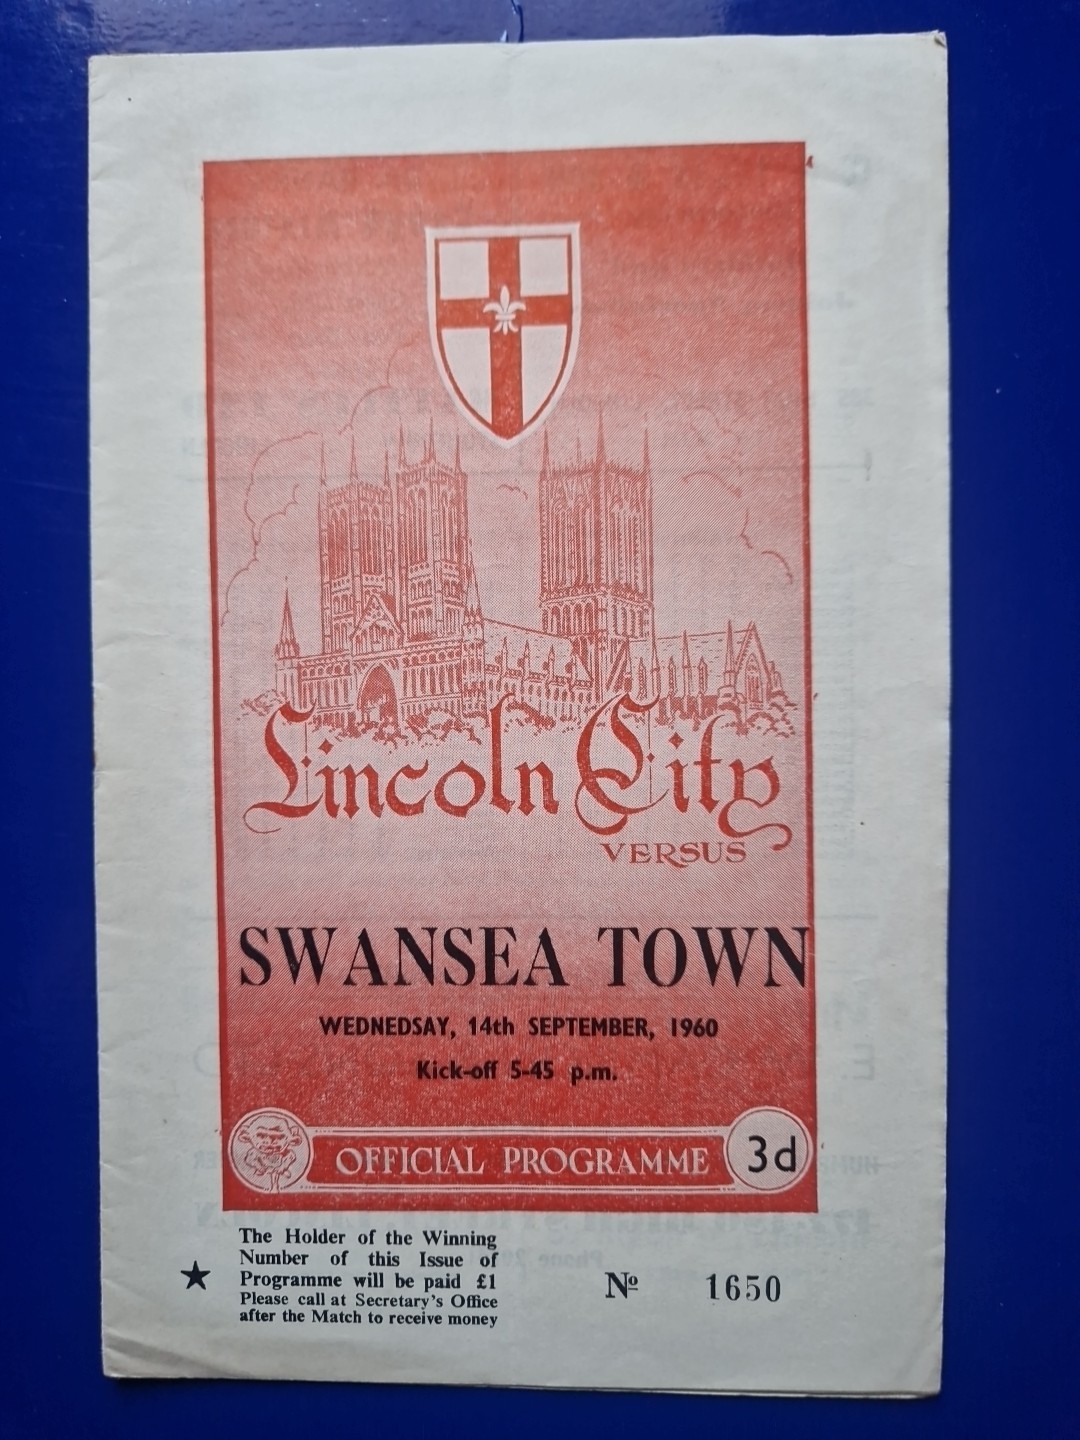 Lincoln City
VERSUS
SWANSEA TOWN
WEDNEDSAY, 14th SEPTEMBER, 1960
Kick-off 5-45 p.m.
OFFICIAL PROGRAMME 3d
The Holder of the Winning
Number of this Issue of
★ Programme will be paid £1
Please call at Secretary's Office
after the Match to receive money
Nº 1650